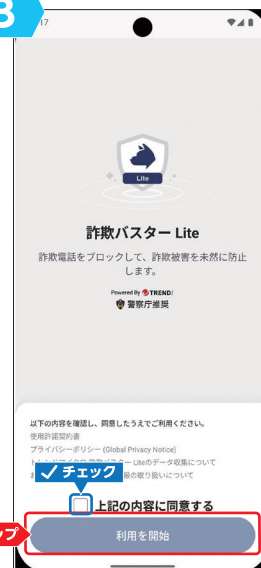 3
17
Lite
詐欺バスター Lite
詐欺電話をブロックして、詐欺被害を未然に防止
します。
Powered By TREND
警察庁推奨
以下の内容を確認し、同意したうえでご利用ください。
使用許諾契約書
プライバシーポリシー (Global Privacy Notice)
バスター Liteのデータ収集について
✓チェック
限の取り扱いについて
上記の内容に同意する
プ
利用を開始